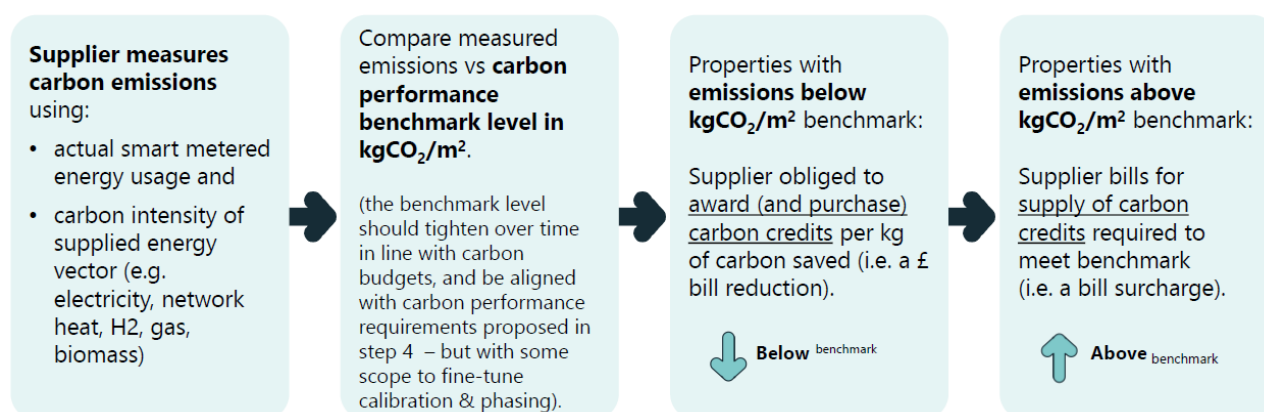 Supplier measures
carbon emissions
using:
• actual smart metered
energy usage and
• carbon intensity of
supplied energy
vector (e.g.
electricity, network
heat, H2, gas,
biomass)
Compare measured
emissions vs carbon
performance
benchmark level in
kgCO₂/m².
(the benchmark level
should tighten over time
in line with carbon
budgets, and be aligned
with carbon performance
requirements proposed in
step 4 – but with some
scope to fine-tune
calibration & phasing).
Properties with
emissions below
kgCO₂/m² benchmark:
Supplier obliged to
award (and purchase)
carbon credits per kg
of carbon saved (i.e. a £
bill reduction).
Below benchmark
Properties with
emissions above
kgCO₂/m² benchmark:
Supplier bills for
supply of carbon
credits required to
meet benchmark
(i.e. a bill surcharge).
Above benchmark